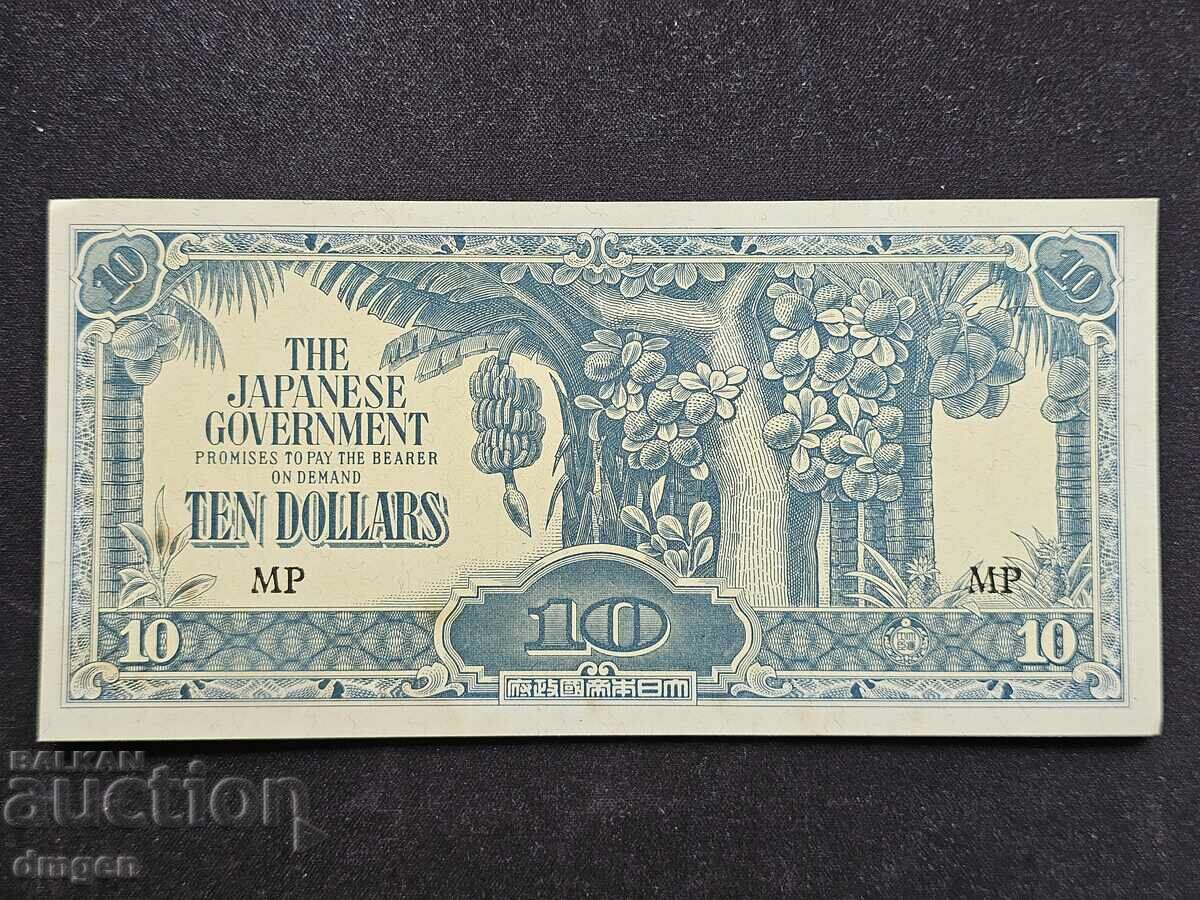 10
10
THE
JAPANESE
GOVERNMENT
PROMISES TO PAY THE BEARER
ON DEMAND
TEN DOLLARS
MP
MP
10
10
10
府政國帝本日大
BALKAN
auction
dmgen